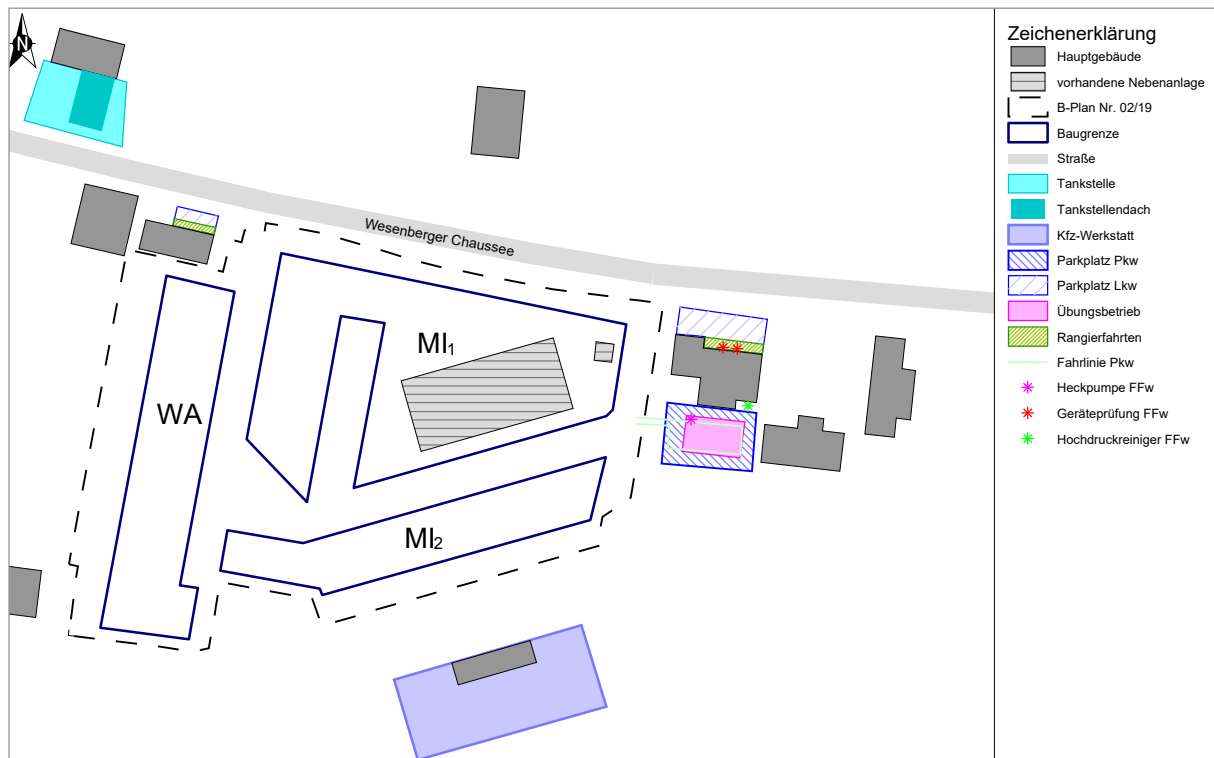 N
Wesenberger Chaussee
MI1
WA
MI2
Zeichenerklärung
Hauptgebäude
vorhandene Nebenanlage
B-Plan Nr. 02/19
Baugrenze
Straße
Tankstelle
Tankstellendach
Kfz-Werkstatt
Parkplatz Pkw
Parkplatz Lkw
Übungsbetrieb
Rangierfahrten
Fahrlinie Pkw
Heckpumpe FFw
Geräteprüfung FFw
Hochdruckreiniger FFw